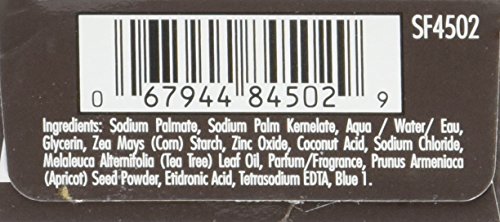 SF4502
0 67944 84502 9
Ingredients: Sodium Palmate, Sodium Palm Kernelate, Aqua / Water/ Eau,
Glycerin, Zea Mays (Corn) Starch, Zinc Oxide, Coconut Acid, Sodium Chloride,
Melaleuca Alternifolia (Tea Tree) Leaf Oil, Parfum/Fragrance, Prunus Armeniaca
(Apricot) Seed Powder, Etidronic Acid, Tetrasodium EDTA, Blue 1.